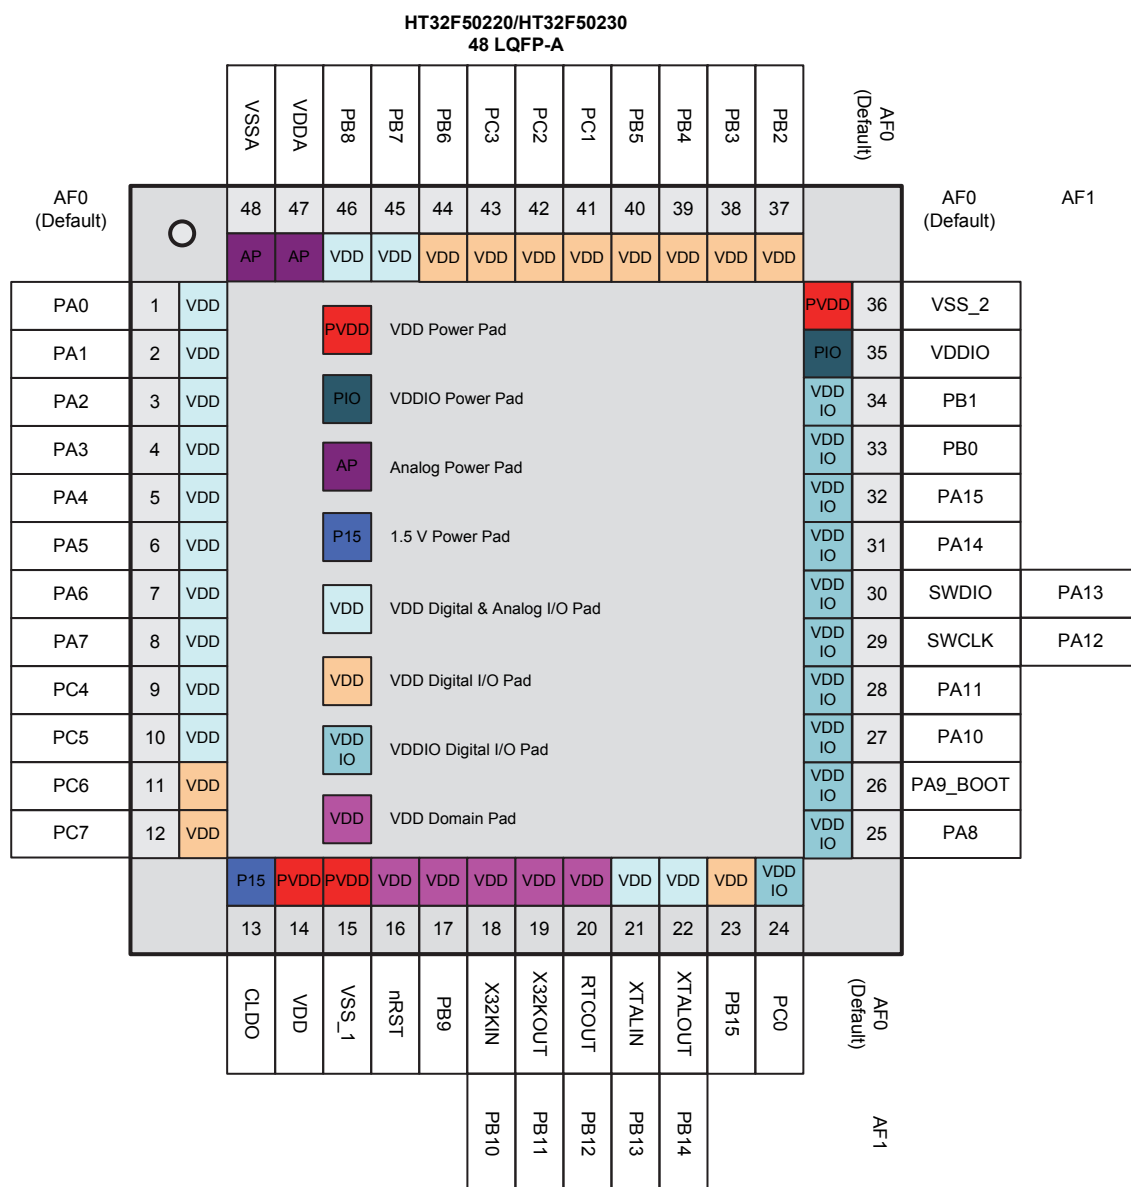 HT32F50220/HT32F50230
48 LQFP-A
VSSA
VDDA
PB8
PB7
PB6
PC3
PC2
PC1
PB5
PB4
PB3
PB2
AF0
(Default)
AF0
(Default)
48 47 46 45 44 43 42 41 40 39 38 37
AF0
(Default)
AF1
AP AP VDD VDD VDD VDD VDD VDD VDD VDD VDD VDD
PA0 1 VDD
PA1 2 VDD
PA2 3 VDD
PA3 4 VDD
PA4 5 VDD
PA5 6 VDD
PA6 7 VDD
PA7 8 VDD
PC4 9 VDD
PC5 10 VDD
PC6 11 VDD
PC7 12 VDD
PVDD VDD Power Pad
PIO VDDIO Power Pad
AP Analog Power Pad
P15 1.5 V Power Pad
VDD VDD Digital & Analog I/O Pad
VDD VDD Digital I/O Pad
VDD
IO
VDDIO Digital I/O Pad
VDD VDD Domain Pad
PVDD 36 VSS_2
PIO 35 VDDIO
VDD
IO
34 PB1
VDD
IO
33 PB0
VDD
IO
32 PA15
VDD
IO
31 PA14
VDD
IO
30 SWDIO PA13
VDD
IO
29 SWCLK PA12
VDD
IO
28 PA11
VDD
IO
27 PA10
VDD
IO
26 PA9_BOOT
VDD
IO
25 PA8
P15 PVDD PVDD VDD VDD VDD VDD VDD VDD VDD VDD VDD
IO
13 14 15 16 17 18 19 20 21 22 23 24
CLDO
VDD
VSS_1
nRST
PB9
X32KIN
X32KOUT
RTCOUT
XTALIN
XTALOUT
PB15
PC0
AF0
(Default)
PB10
PB11
PB12
PB13
PB14
AF1